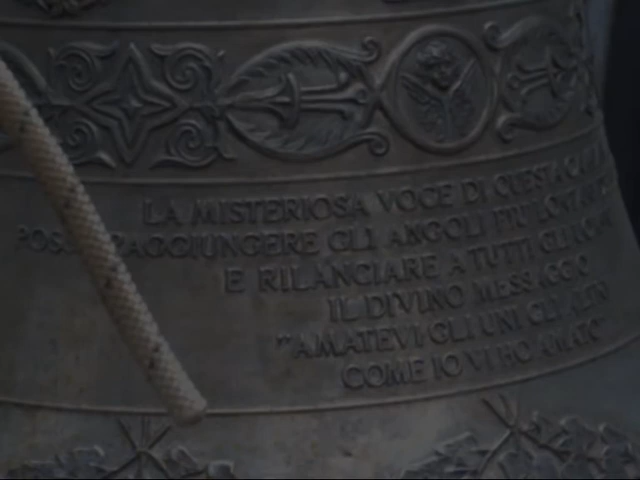 LA MISTERIOSA VOCE DI QUESTA
RAGGIUNGERE GLI ANGOLI PIU
E RILANCIARE A TUTTI GLI
IL DIVINO MESSAGGIO
"AMATEVI GLI UNI GLI ALTRI
COME IO VI HO AMATO"